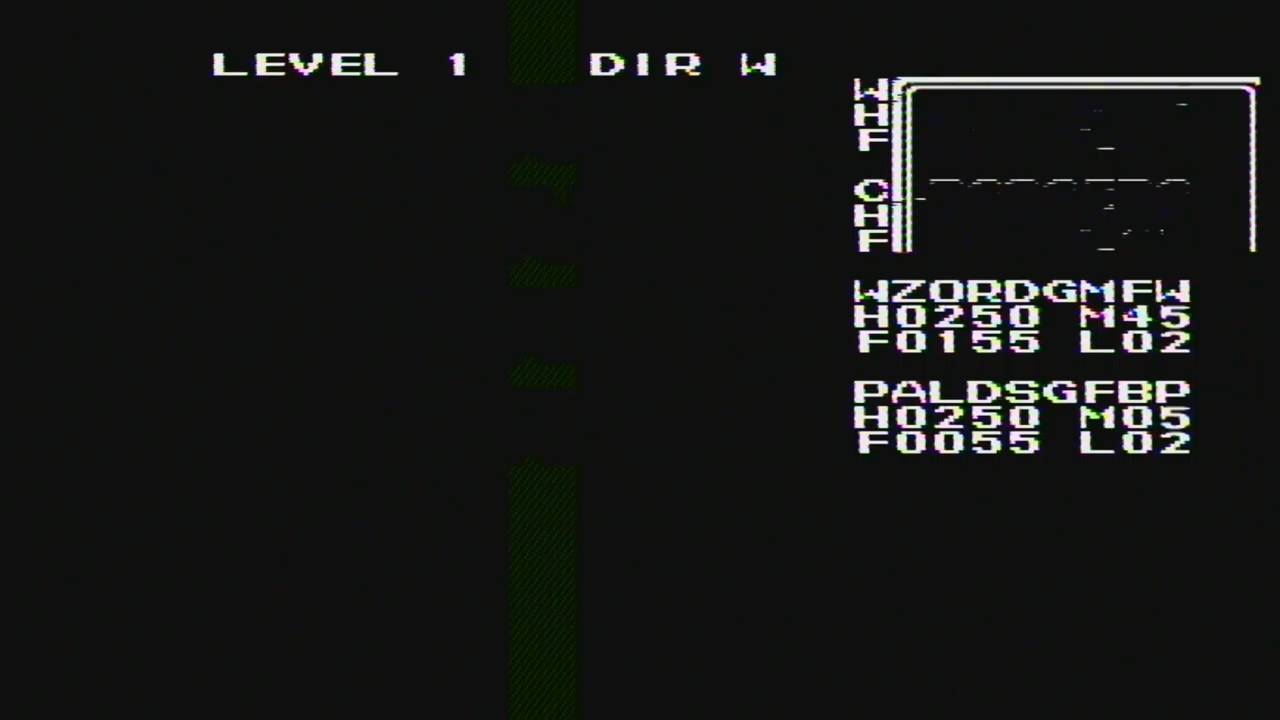 LEVEL 1 DIR W
W
H
F
C
H
F
WZORDGMFW
H0250 M45
F0155 L02
PALDSGFBP
H0250 M05
F0055 L02